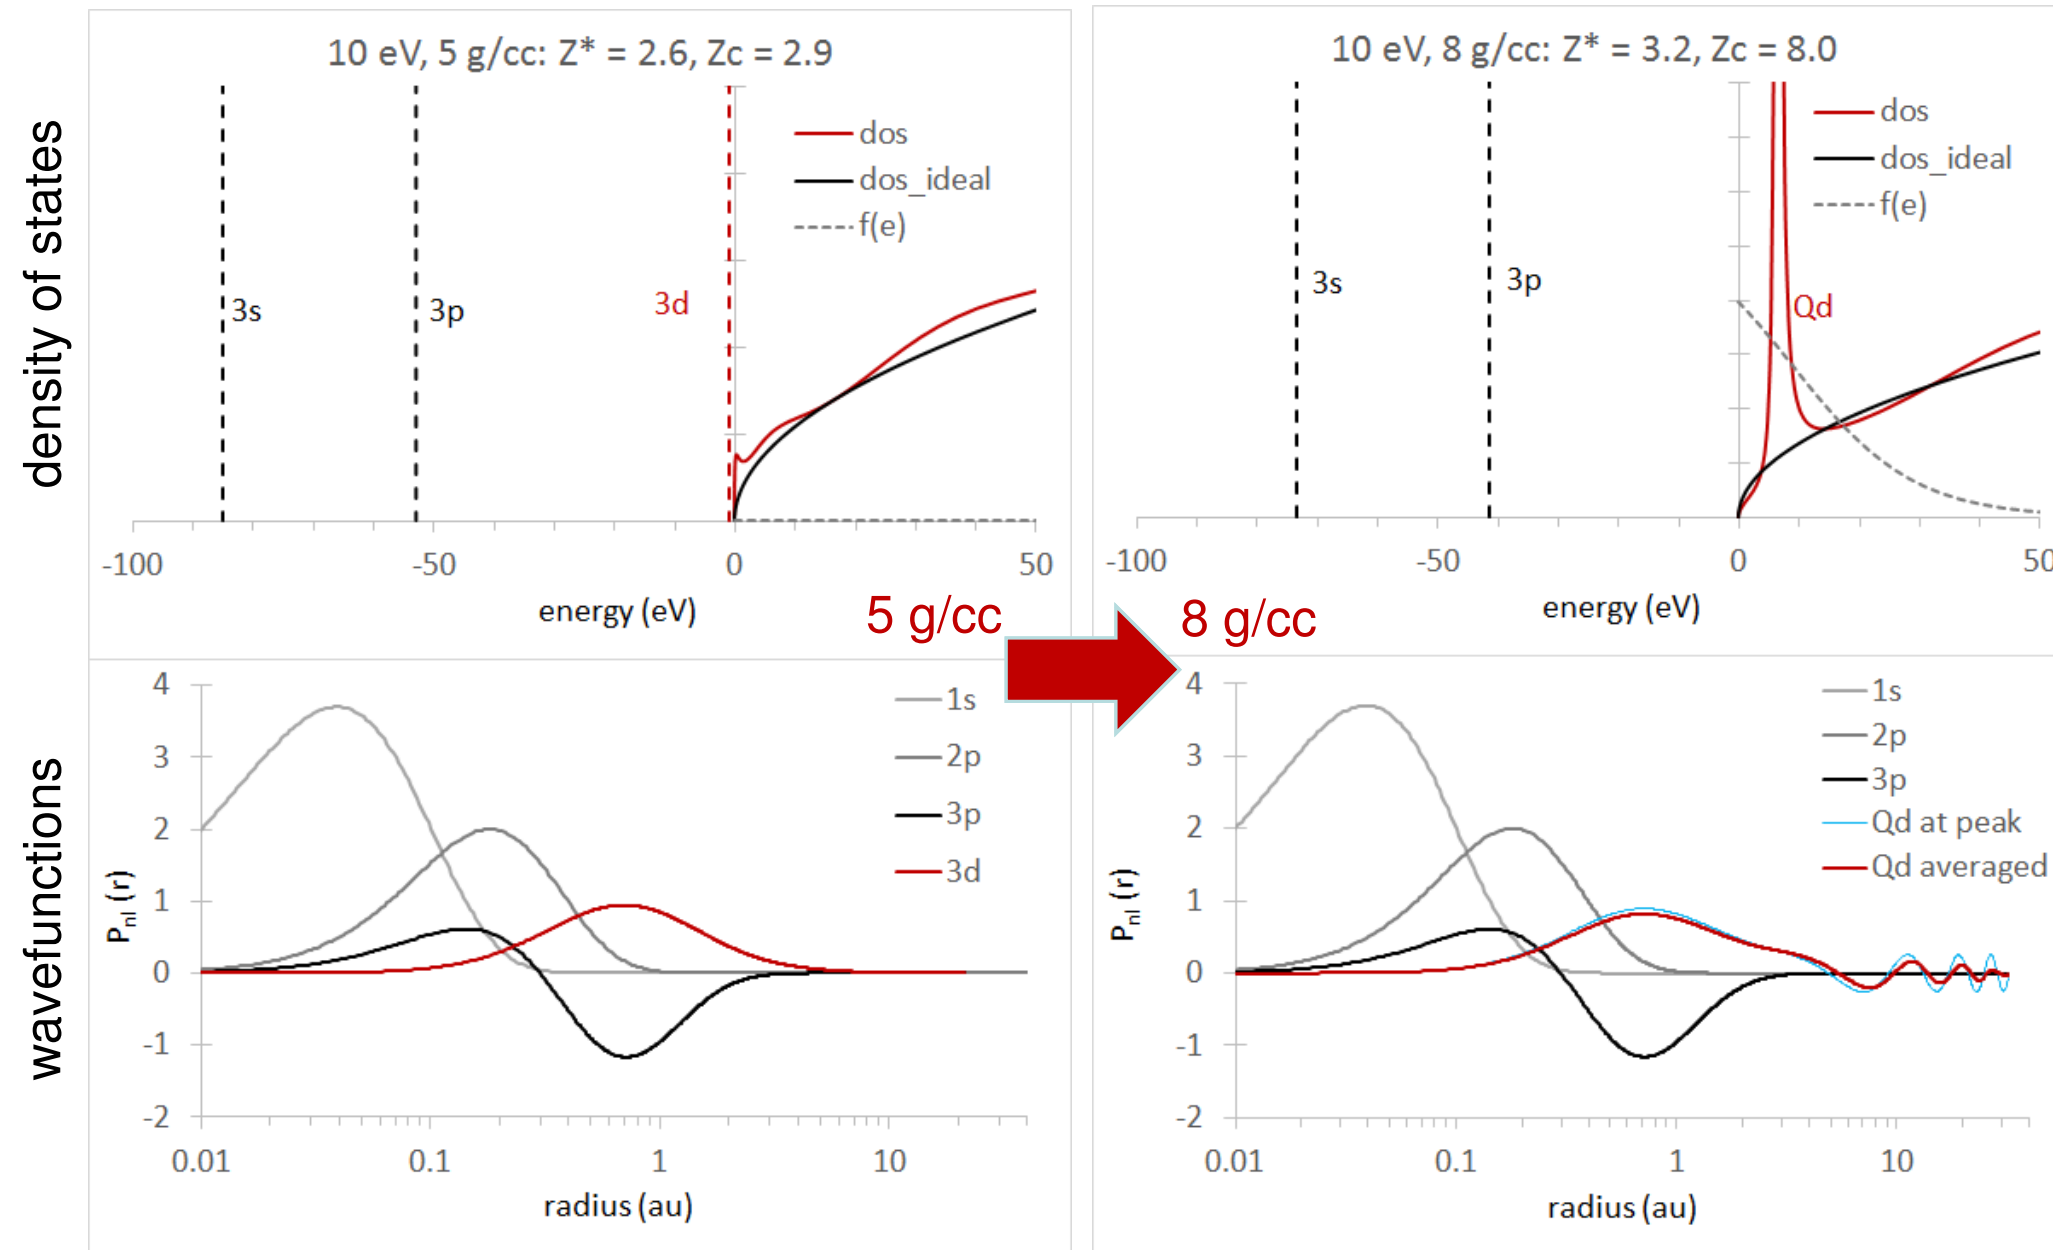 density of states
10 eV, 5 g/cc: Z* = 2.6, Zc = 2.9
dos
dos_ideal
f(e)
3s
3p
3d
-100
-50
0
50
energy (eV)
10 eV, 8 g/cc: Z* = 3.2, Zc = 8.0
dos
dos_ideal
f(e)
3s
3p
Qd
-100
-50
0
50
energy (eV)
5 g/cc
8 g/cc
wavefunctions
4
3
2
1
0
-1
-2
Pnl (r)
1s
2p
3p
3d
0.01
0.1
1
10
radius (au)
4
3
2
1
0
-1
-2
Pnl (r)
1s
2p
3p
Qd at peak
Qd averaged
0.01
0.1
1
10
radius (au)